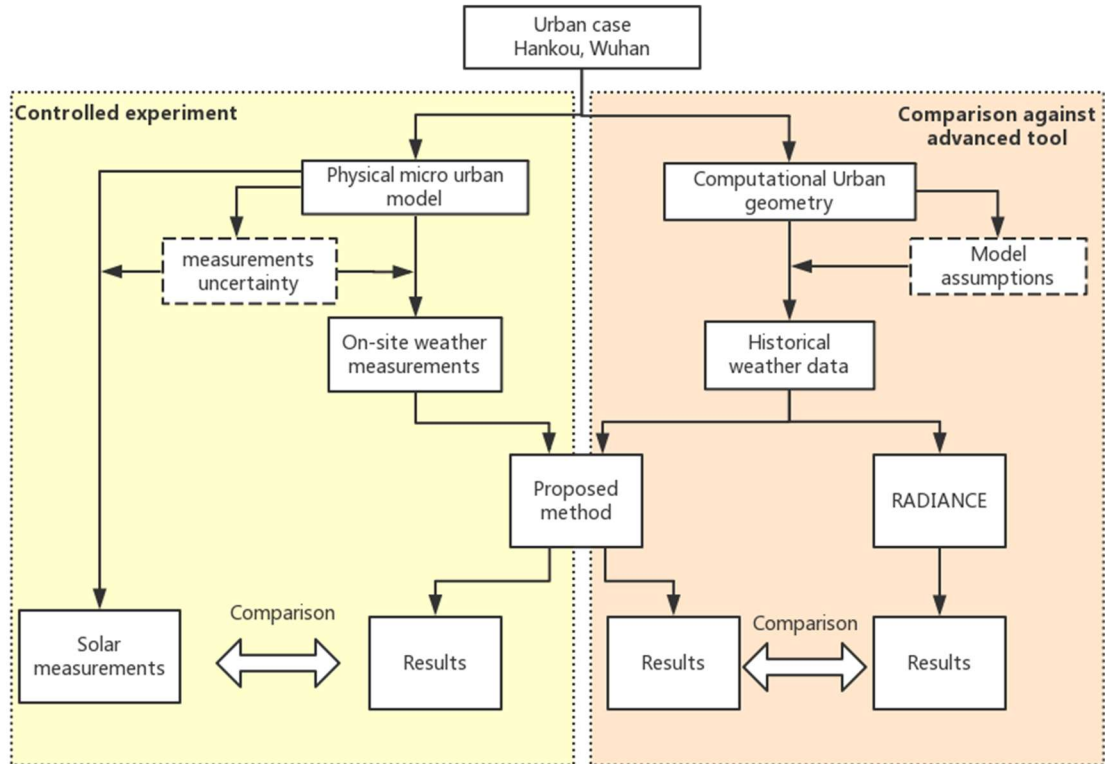 Urban case
Hankou, Wuhan
Controlled experiment
Comparison against
advanced tool
Physical micro urban
model
Computational Urban
geometry
measurements
uncertainty
Model
assumptions
On-site weather
measurements
Historical
weather data
Proposed
method
RADIANCE
Solar
measurements
Comparison
Results
Results
Comparison
Results